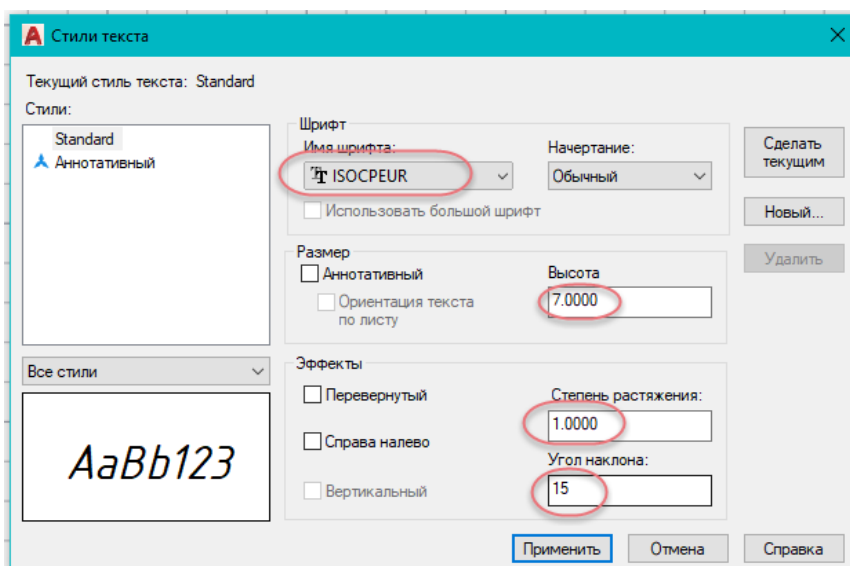 Стили текста
Текущий стиль текста: Standard
Стили:
Standard
Аннотативный
Шрифт
Имя шрифта:
ISOCPEUR
Начертание:
Обычный
Использовать большой шрифт
Сделать
текущим
Новый...
Удалить
Размер
Аннотативный
Ориентация текста
по листу
Высота
7.0000
Все стили
AaBb123
Эффекты
Перевернутый
Справа налево
Вертикальный
Степень растяжения:
1.0000
Угол наклона:
15
Применить
Отмена
Справка